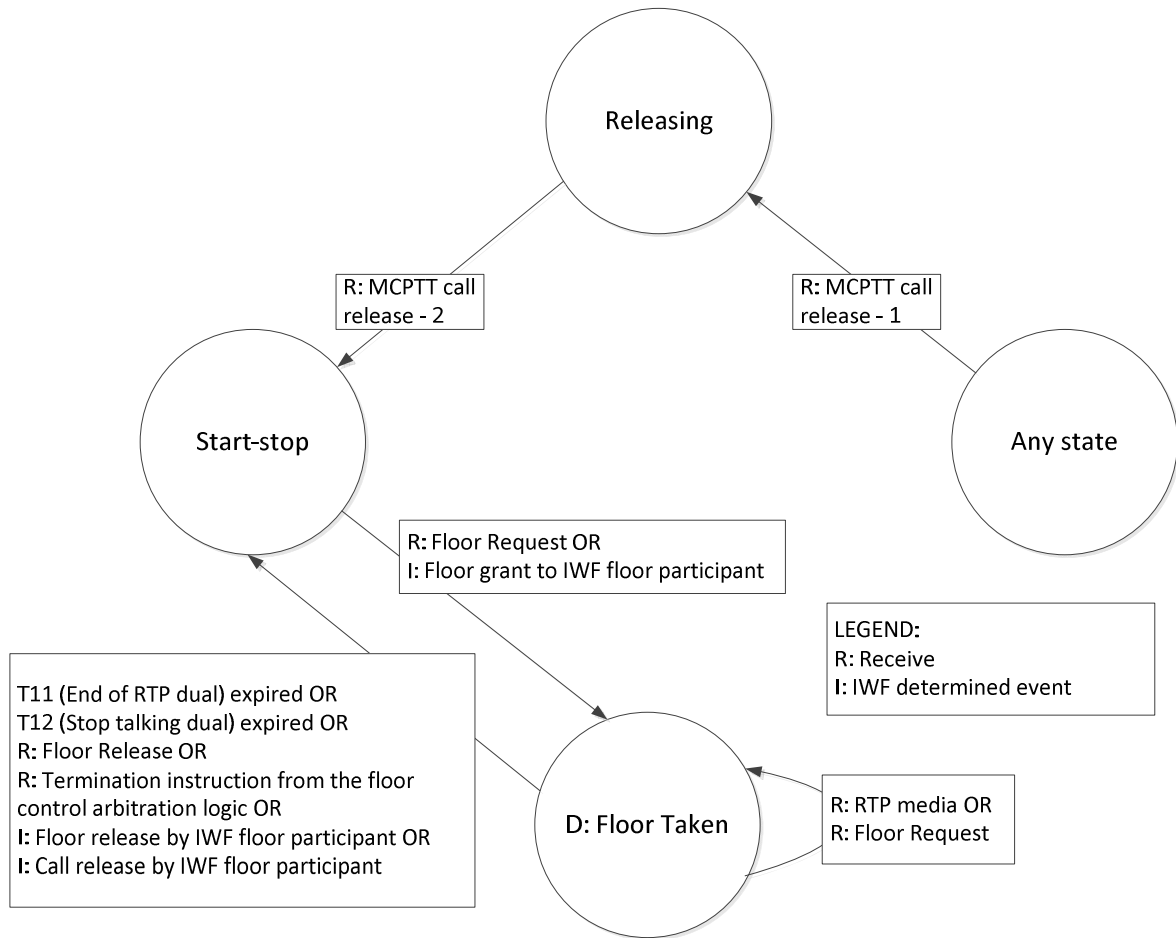 Releasing
R: MCPTT call
release - 2
R: MCPTT call
release - 1
Start-stop
Any state
R: Floor Request OR
I: Floor grant to IWF floor participant
LEGEND:
R: Receive
I: IWF determined event
T11 (End of RTP dual) expired OR
T12 (Stop talking dual) expired OR
R: Floor Release OR
R: Termination instruction from the floor
control arbitration logic OR
I: Floor release by IWF floor participant OR
I: Call release by IWF floor participant
D: Floor Taken
R: RTP media OR
R: Floor Request